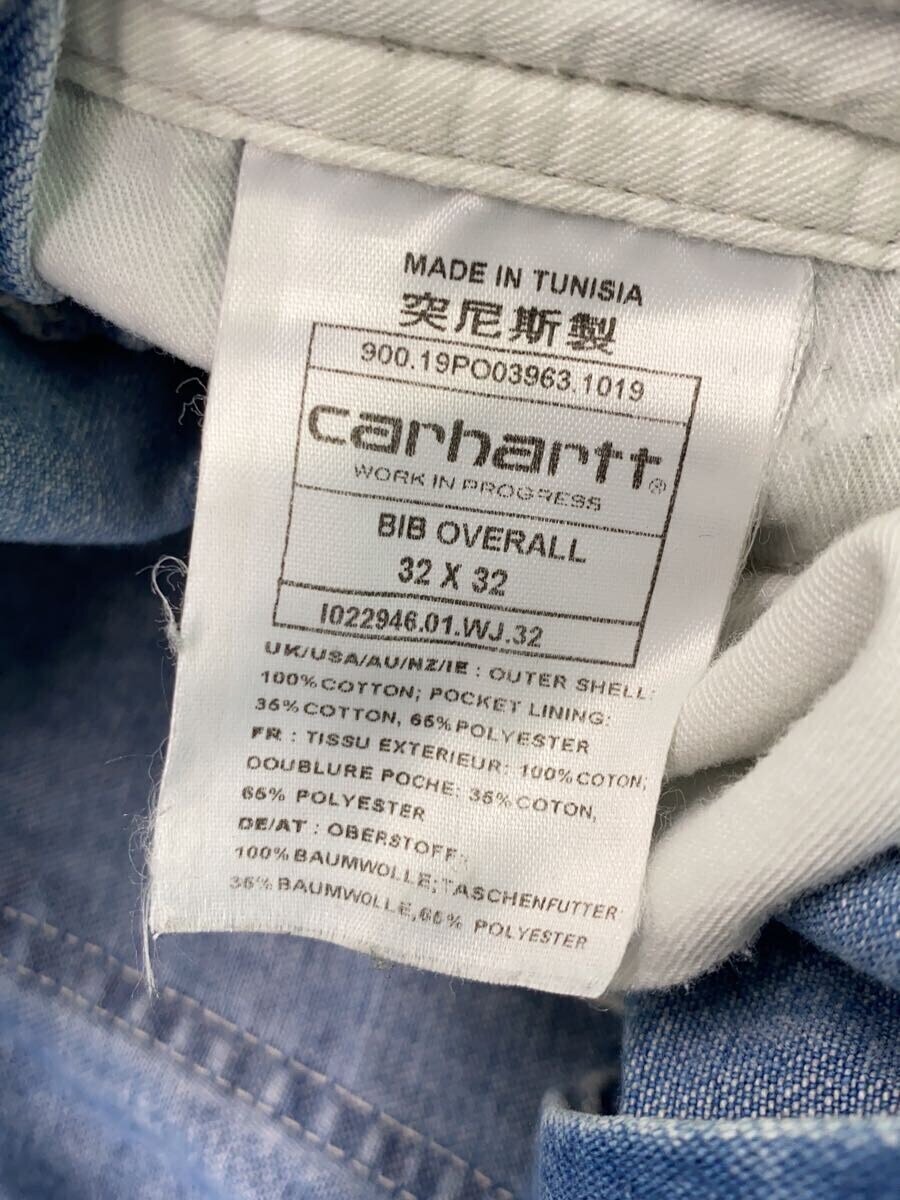 MADE IN TUNISIA
突尼斯製
900.19PO03963.1019
carhartt®
WORK IN PROGRESS
BIB OVERALL
32 X 32
I022946.01.WJ.32
UK/USA/AU/NZ/IE : OUTER SHELL:
100%COTTON; POCKET LINING:
35%COTTON, 65%POLYESTER
FR : TISSU EXTERIEUR: 100%COTON;
DOUBLURE POCHE: 35%COTON,
65% POLYESTER
DE/AT : OBERSTOFF:
100%BAUMWOLLE;TASCHENFUTTER
35%BAUMWOLLE,65% POLYESTER